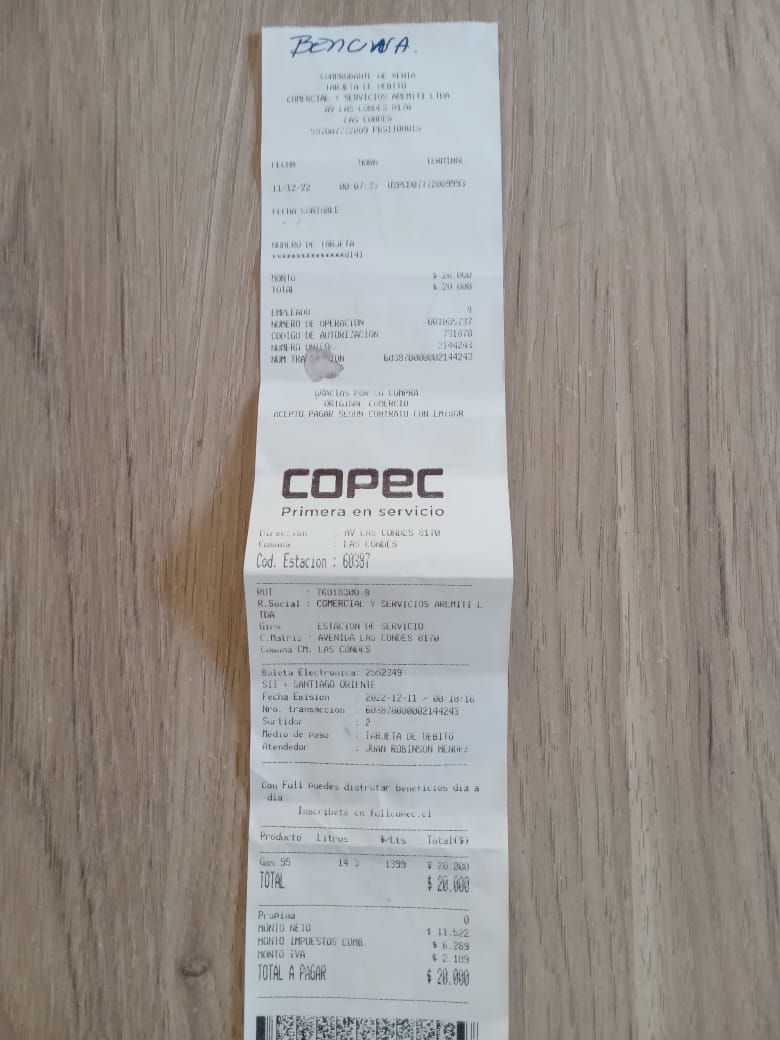 BENCINA.
COMPROBANTE DE VENTA
TARJETA DE DEBITO
COMERCIAL Y SERVICIOS AREMITI LTDA
AV LAS CONDES 8170
LAS CONDES
FECHA HORA TERMINAL
11/12/22
FECHA CONTABLE
/ /
NUMERO DE TARJETA
MONTO $ 20.000
TOTAL $ 20.000
EMPLEADO 4
NUMERO DE OPERACION
CODIGO DE AUTORIZACION 731878
NUMERO UNICO 2144243
NUM 603870000002144243
GRACIAS POR SU COMPRA
ORIGINAL COMERCIO
ACEPTO PAGAR SEGUN CONTRATO CON EMISOR
COPEC
Primera en servicio
Direccion : AV LAS CONDES 8170
Comuna : LAS CONDES
Cod. Estacion : 60387
RUT : 76018300-8
R.Social : COMERCIAL Y SERVICIOS AREMITI L
TDA
Giro : ESTACION DE SERVICIO
C.Matriz : AVENIDA LAS CONDES 8170
Comuna CM: LAS CONDES
Boleta Electronica: 2552349
SII - SANTIAGO ORIENTE
Fecha Emision : 2022-12-11 / 00:18:16
Nro. transaccion : 603870000002144243
Surtidor : 2
Medio de pago : TARJETA DE DEBITO
Atendedor : JUAN ROBINSON MENDEZ
Con Full Puedes disfrutar beneficios dia a
dia
Inscribete en fullcopec.cl
Producto Litros $/Lts Total($)
Gas 95 14.3 1399 $ 20.000
TOTAL $ 20.000
Propina 0
MONTO NETO $ 11.522
MONTO IMPUESTOS COMB. $ 6.289
MONTO IVA $ 2.189
TOTAL A PAGAR $ 20.000